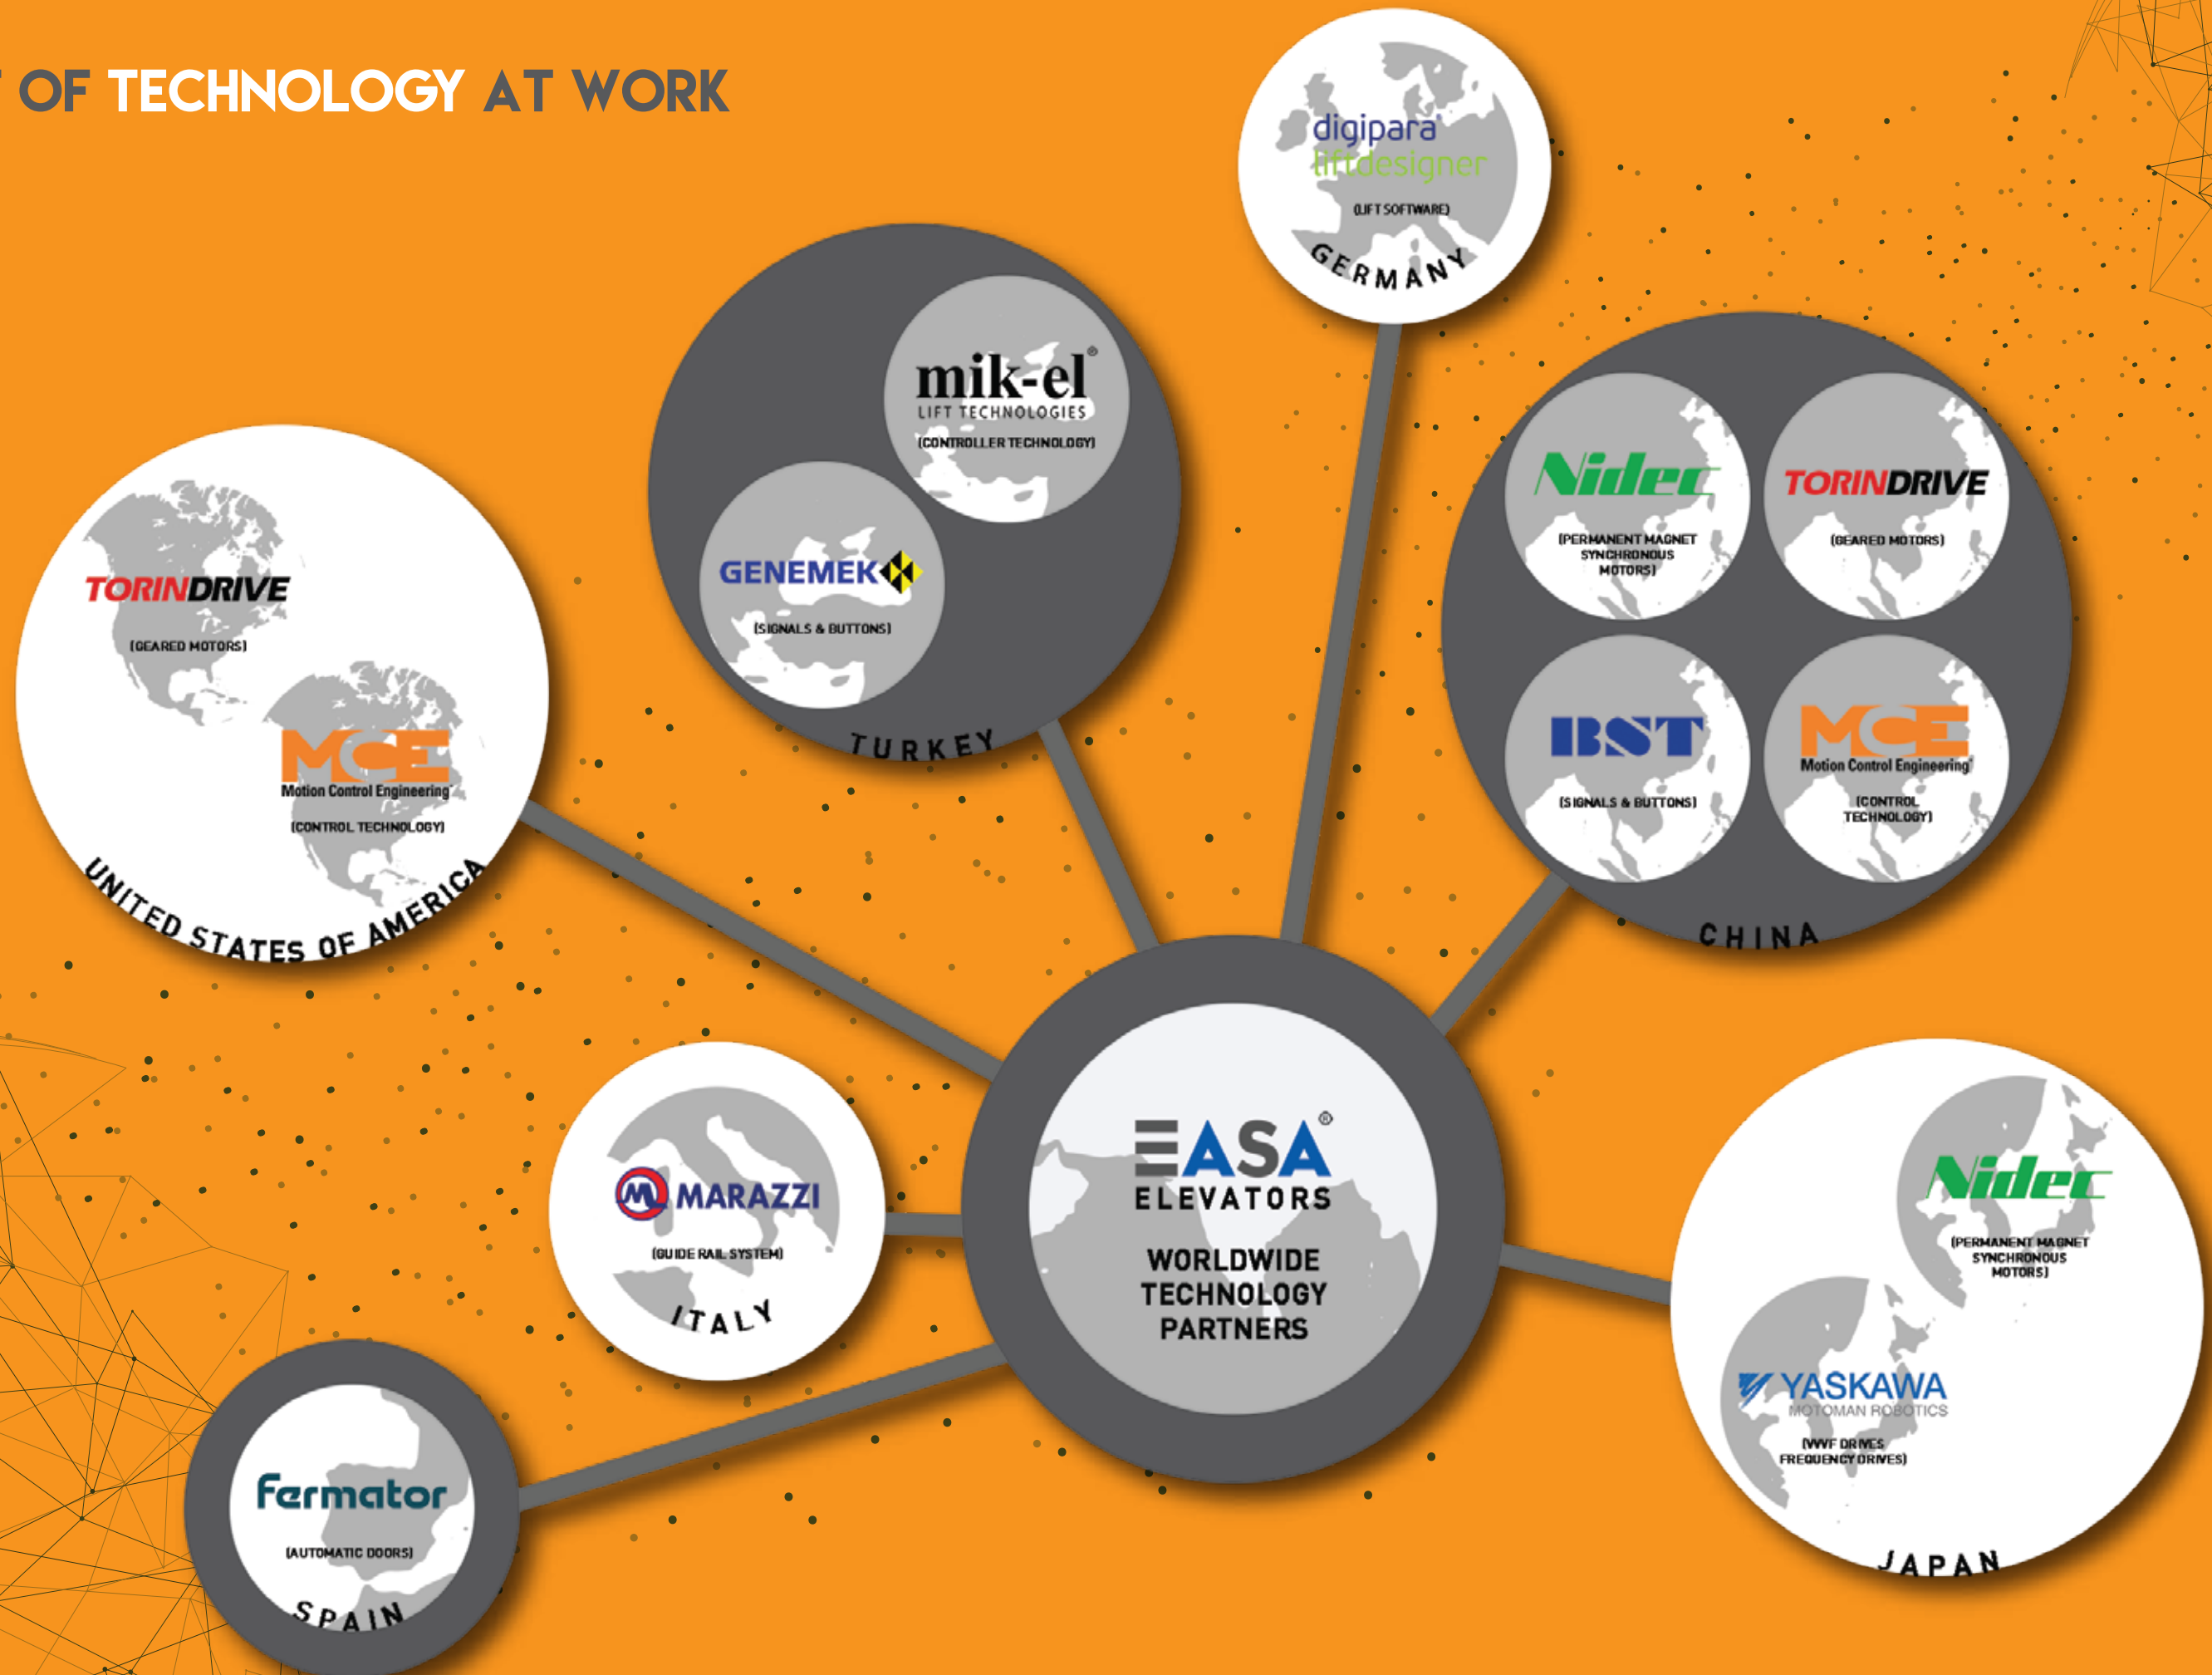 OF TECHNOLOGY AT WORK
digipara®
liftdesigner
(LIFT SOFTWARE)
GERMANY
mik-el®
LIFT TECHNOLOGIES
(CONTROLLER TECHNOLOGY)
GENEMEK
(SIGNALS & BUTTONS)
TURKEY
Nidec
(PERMANENT MAGNET
SYNCHRONOUS
MOTORS)
TORINDRIVE
(GEARED MOTORS)
BST
(SIGNALS & BUTTONS)
MCE
Motion Control Engineering
(CONTROL
TECHNOLOGY)
CHINA
TORINDRIVE
(GEARED MOTORS)
MCE
Motion Control Engineering
(CONTROL TECHNOLOGY)
UNITED STATES OF AMERICA
M MARAZZI
(GUIDE RAIL SYSTEM)
ITALY
EASA®
ELEVATORS
WORLDWIDE
TECHNOLOGY
PARTNERS
Nidec
(PERMANENT MAGNET
SYNCHRONOUS
MOTORS)
YASKAWA
MOTOMAN ROBOTICS
(VVVF DRIVES
FREQUENCY DRIVES)
JAPAN
Fermator
(AUTOMATIC DOORS)
SPAIN